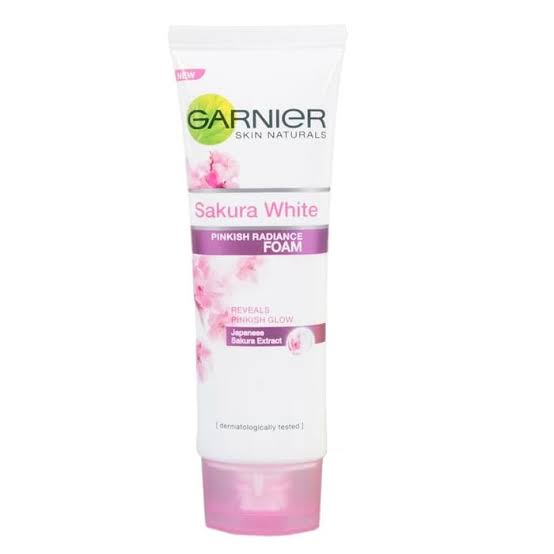 NEW
GARNIER
SKIN NATURALS
Sakura White
PINKISH RADIANCE
FOAM
REVEALS
PINKISH GLOW
Japanese
Sakura Extract
[ dermatologically tested ]